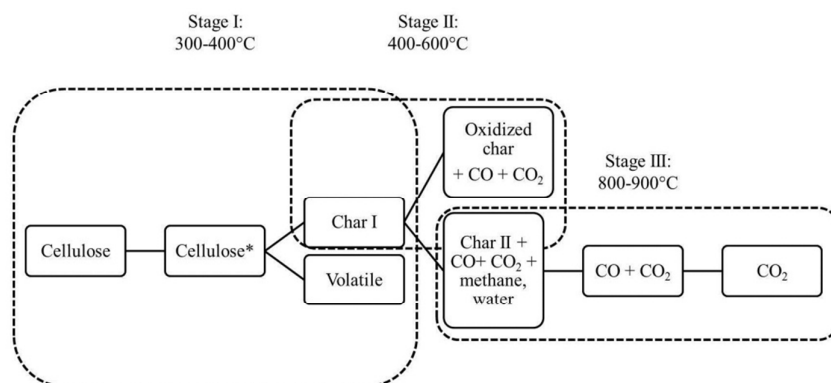 Stage I:
300-400°C
Stage II:
400-600°C
Oxidized
char
+ CO + CO₂
Stage III:
800-900°C
Cellulose
Cellulose*
Char I
Volatile
Char II +
CO+ CO₂ +
methane,
water
CO + CO₂
CO₂